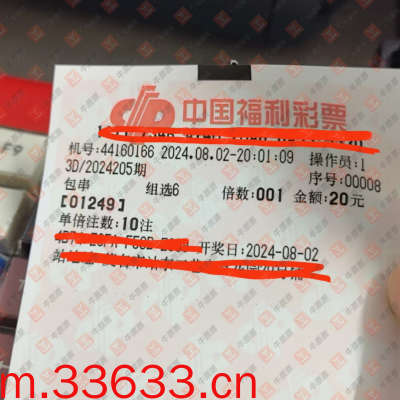 中国福利彩票
机号:44160166 2024.08.02-20:01:09 操作员:1
3D/2024205期 序号:00008
包串 组选6 倍数:001 金额:20元
[01249]
单倍注数:10注
开奖日:2024-08-02
m.33633.cn